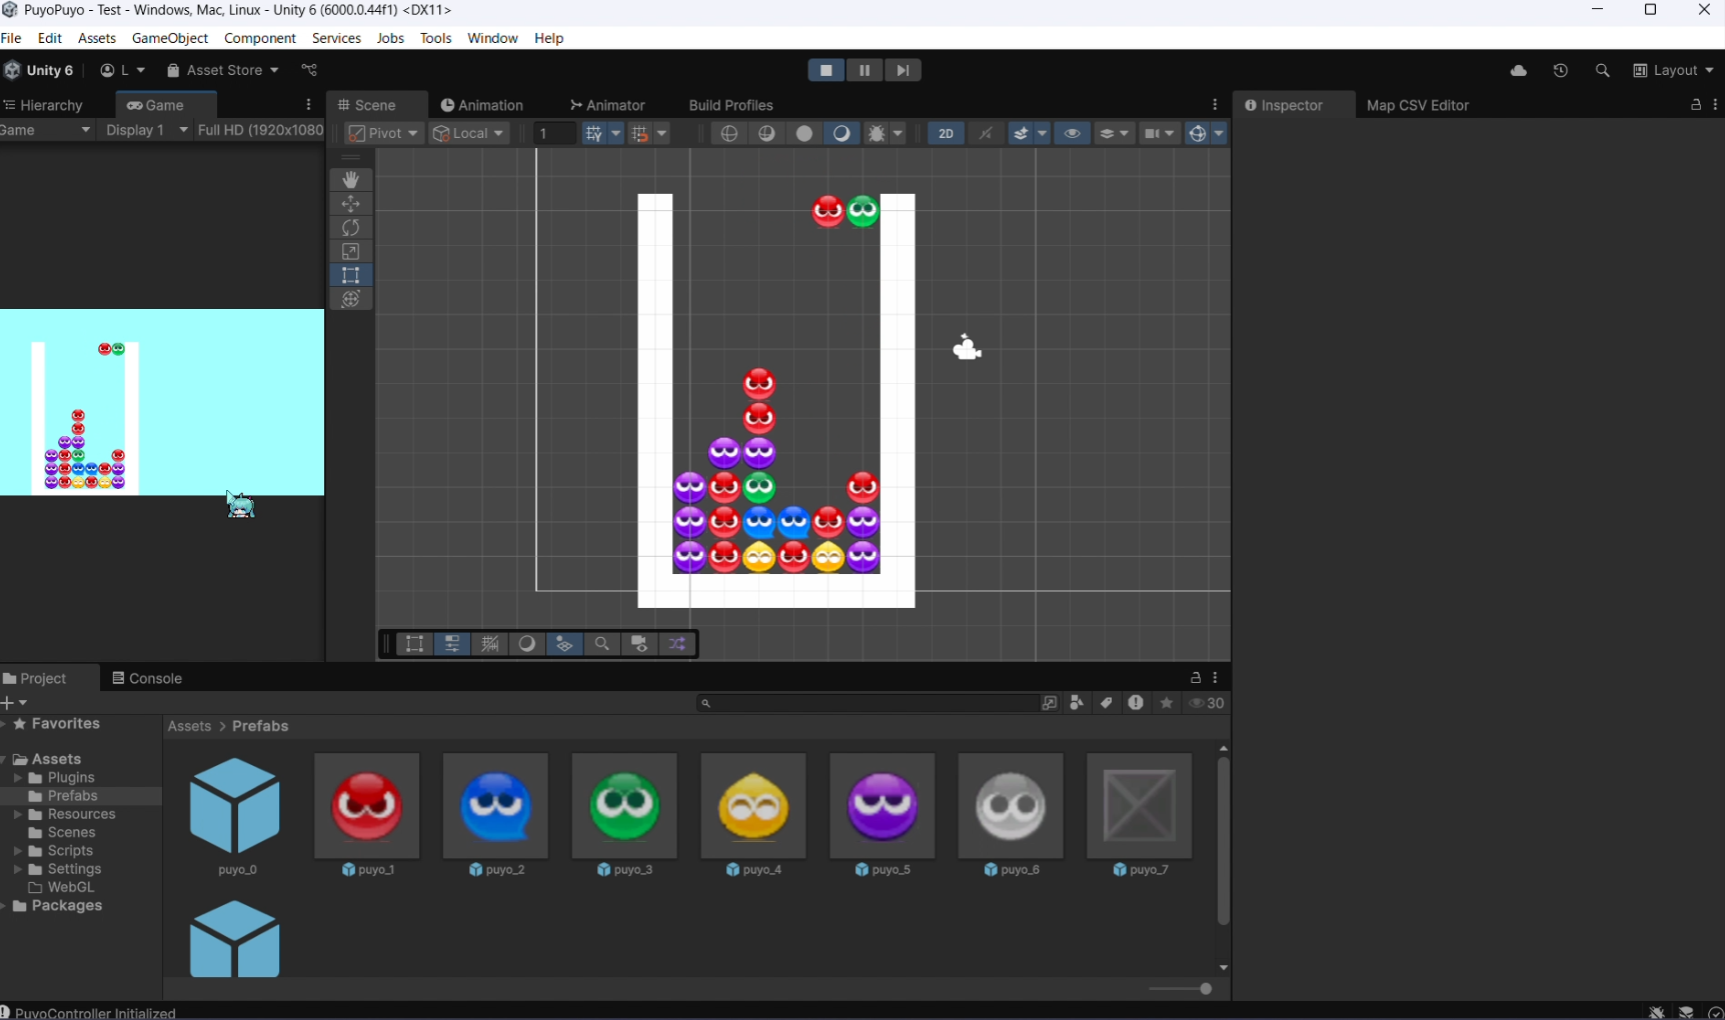 PuyoPuyo - Test - Windows, Mac, Linux - Unity 6 (6000.0.44f1) <DX11>
File Edit Assets GameObject Component Services Jobs Tools Window Help
Unity 6 L Asset Store Layout
Hierarchy Game Scene Animation Animator Build Profiles Inspector Map CSV Editor
Game Display 1 Full HD (1920x1080 Pivot Local 1 2D
Project Console
30
Favorites
Assets > Prefabs
Assets
Plugins
Prefabs
Resources
Scenes
Scripts
Settings
WebGL
Packages
puyo_0 puyo_1 puyo_2 puyo_3 puyo_4 puyo_5 puyo_6 puyo_7
PuyoController Initialized